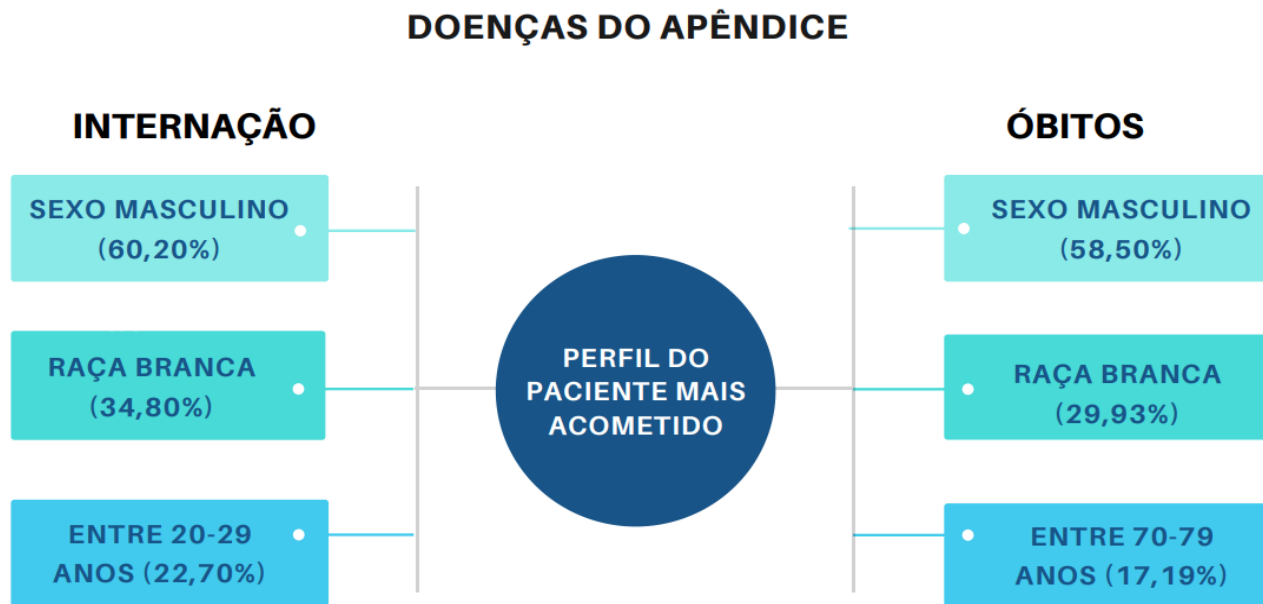 DOENÇAS DO APÊNDICE
INTERNAÇÃO
SEXO MASCULINO
(60,20%)
RAÇA BRANCA
(34,80%)
ENTRE 20-29
ANOS (22,70%)
PERFIL DO
PACIENTE MAIS
ACOMETIDO
ÓBITOS
SEXO MASCULINO
(58,50%)
RAÇA BRANCA
(29,93%)
ENTRE 70-79
ANOS (17,19%)